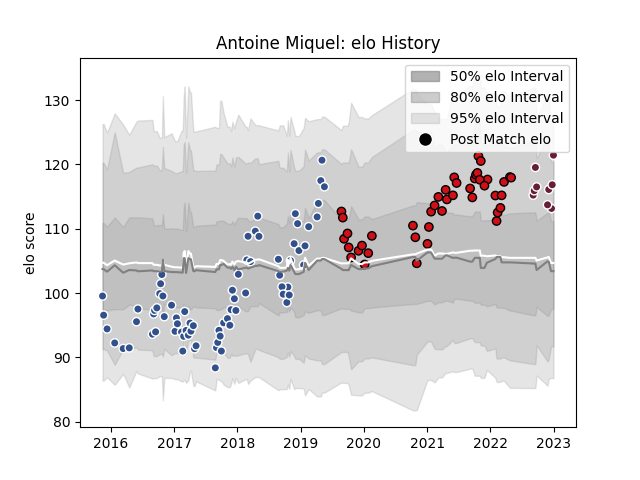 Antoine Miquel: elo History
50% elo Interval
80% elo Interval
95% elo Interval
Post Match elo
elo score
130
120
110
100
90
80
2016 2017 2018 2019 2020 2021 2022 2023